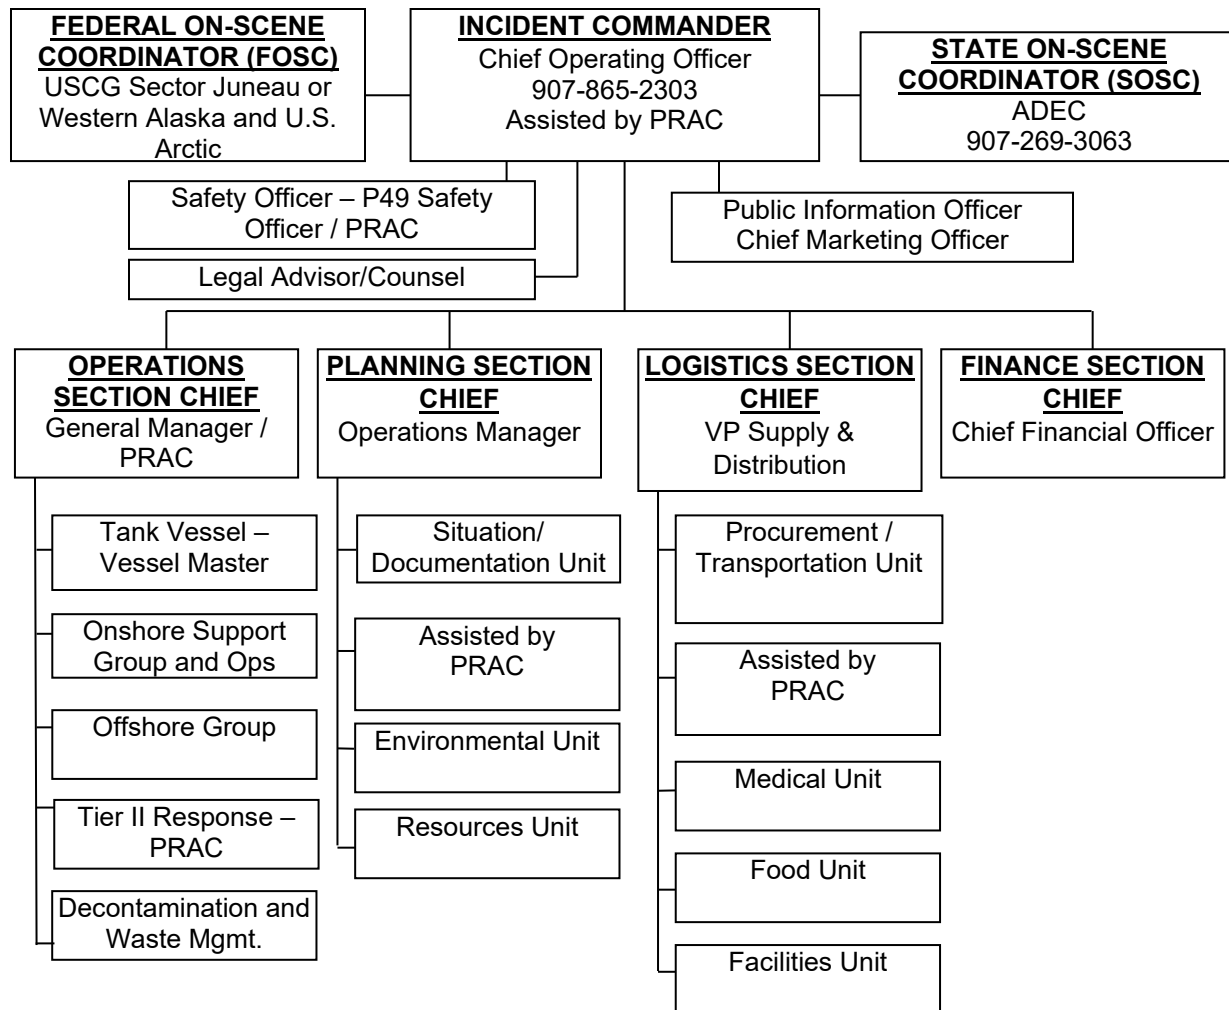 FEDERAL ON-SCENE
COORDINATOR (FOSC)
USCG Sector Juneau or
Western Alaska and U.S.
Arctic
INCIDENT COMMANDER
Chief Operating Officer
907-865-2303
Assisted by PRAC
STATE ON-SCENE
COORDINATOR (SOSC)
ADEC
907-269-3063
Safety Officer – P49 Safety
Officer / PRAC
Legal Advisor/Counsel
Public Information Officer
Chief Marketing Officer
OPERATIONS
SECTION CHIEF
General Manager /
PRAC
Tank Vessel –
Vessel Master
Onshore Support
Group and Ops
Offshore Group
Tier II Response –
PRAC
Decontamination and
Waste Mgmt.
PLANNING SECTION
CHIEF
Operations Manager
Situation/
Documentation Unit
Assisted by
PRAC
Environmental Unit
Resources Unit
LOGISTICS SECTION
CHIEF
VP Supply &
Distribution
Procurement /
Transportation Unit
Assisted by
PRAC
Medical Unit
Food Unit
Facilities Unit
FINANCE SECTION
CHIEF
Chief Financial Officer